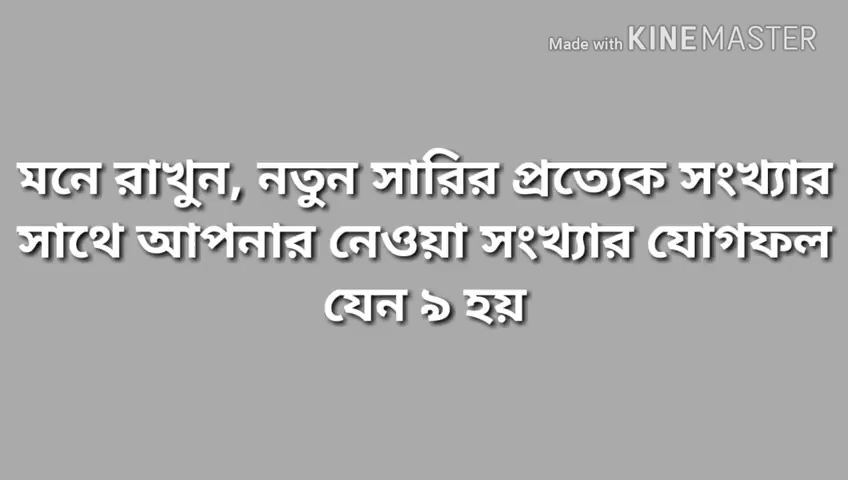 Made with KINEMASTER
মনে রাখুন, নতুন সারির প্রত্যেক সংখ্যার
সাথে আপনার নেওয়া সংখ্যার যোগফল
যেন ৯ হয়